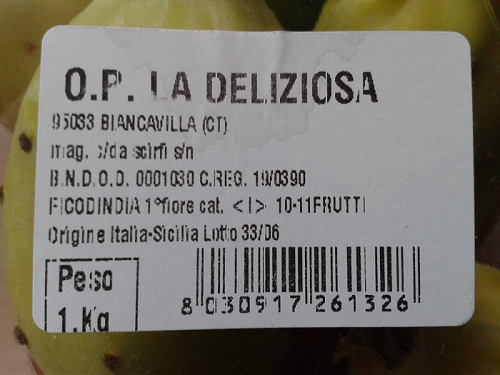 O.P. LA DELIZIOSA
95033 BIANCAVILLA (CT)
mag. c/da scirfi s/n
B.N.D.O.O. 0001030 C.REG. 19/0390
FICODINDIA 1°fiore cat. < I > 10-11FRUTTI
Origine Italia-Sicilia Lotto 33/06
Peso
1.Kg
8 030917 261326